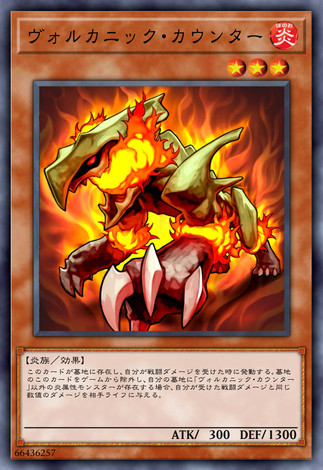 ヴォルカニック・カウンター
炎
【炎族／効果】
このカードが墓地に存在し、自分が戦闘ダメージを受けた時に発動する。墓地
のこのカードをゲームから除外し、自分の墓地に「ヴォルカニック・カウンター
」以外の炎属性モンスターが存在する場合、自分が受けた戦闘ダメージと同じ
数値のダメージを相手ライフに与える。
ATK/ 300 DEF/1300
66436257